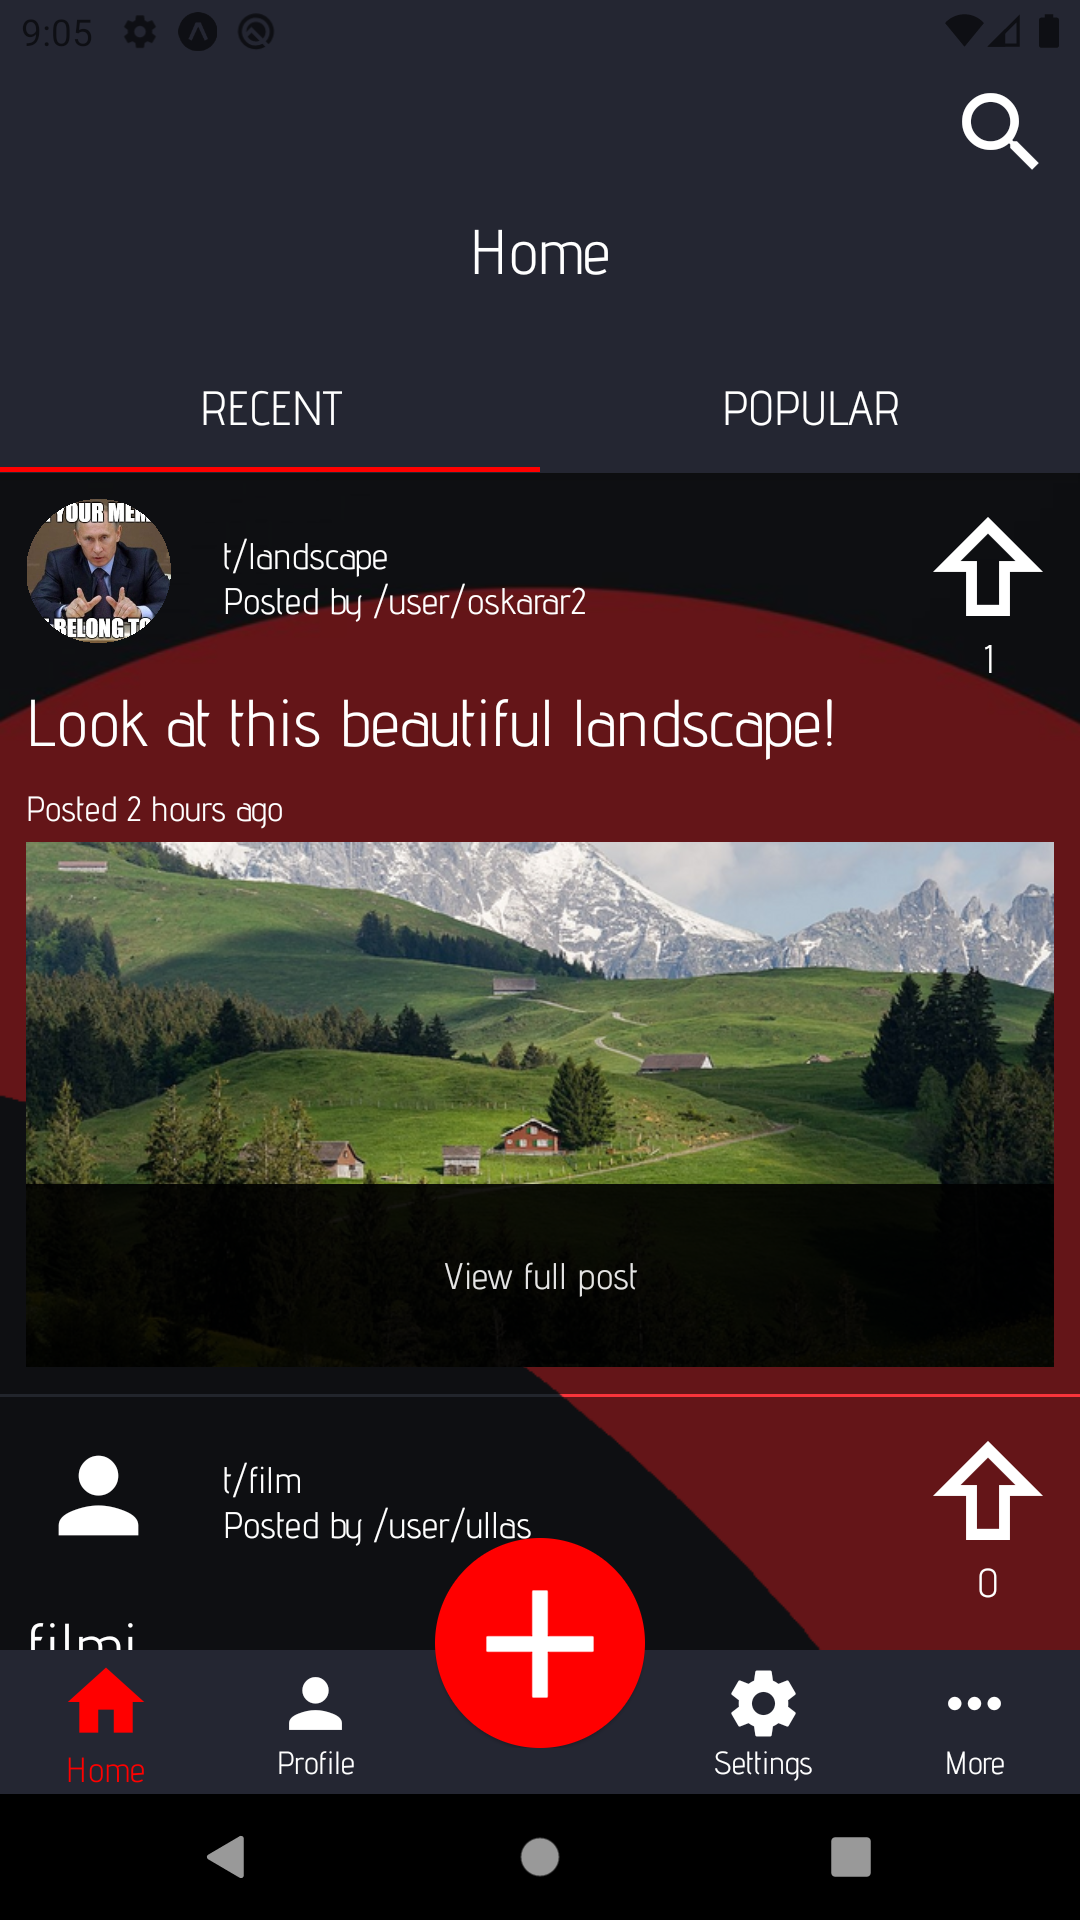 9:05
Home
RECENT
POPULAR
YOUR MEM
BELONG TO
t/landscape
Posted by /user/oskarar2
1
Look at this beautiful landscape!
Posted 2 hours ago
View full post
t/film
Posted by /user/ullas
0
filmi
Home
Profile
Settings
More